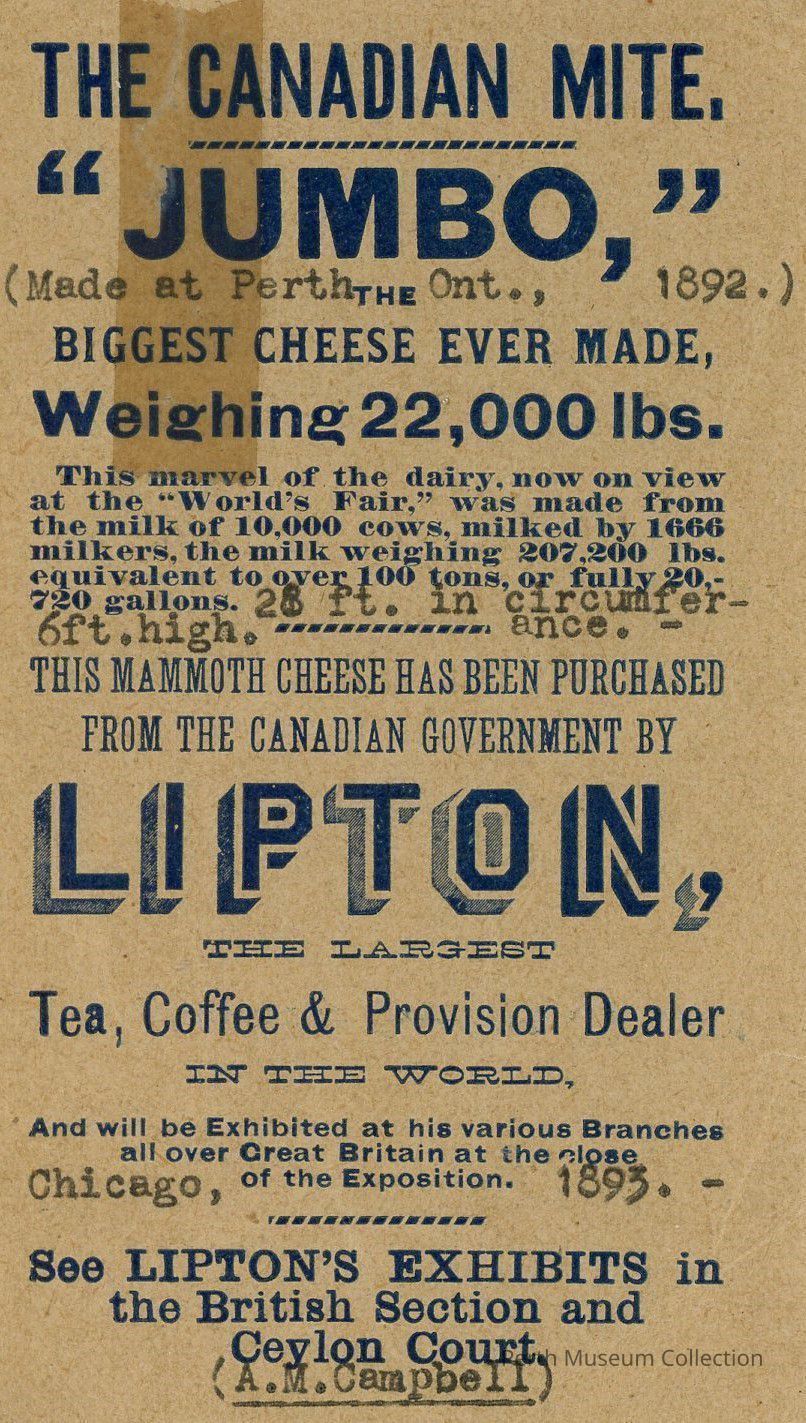 THE CANADIAN MITE.
“JUMBO,”
(Made at Perth Ont., 1892.)
THE
BIGGEST CHEESE EVER MADE,
Weighing 22,000 lbs.
This marvel of the dairy, now on view
at the “World’s Fair,” was made from
the milk of 10,000 cows, milked by 1666
milkers, the milk weighing 207,200 lbs.
equivalent to over 100 tons, or fully 20,-
720 gallons. 28 ft. in circumfer-
6ft.high. ance. -
THIS MAMMOTH CHEESE HAS BEEN PURCHASED
FROM THE CANADIAN GOVERNMENT BY
LIPTON,
THE LARGEST
Tea, Coffee & Provision Dealer
IN THE WORLD,
And will be Exhibited at his various Branches
all over Great Britain at the close
Chicago, of the Exposition. 1893. -
See LIPTON’S EXHIBITS in
the British Section and
Ceylon Court.
(A.M.Campbell)
Perth Museum Collection